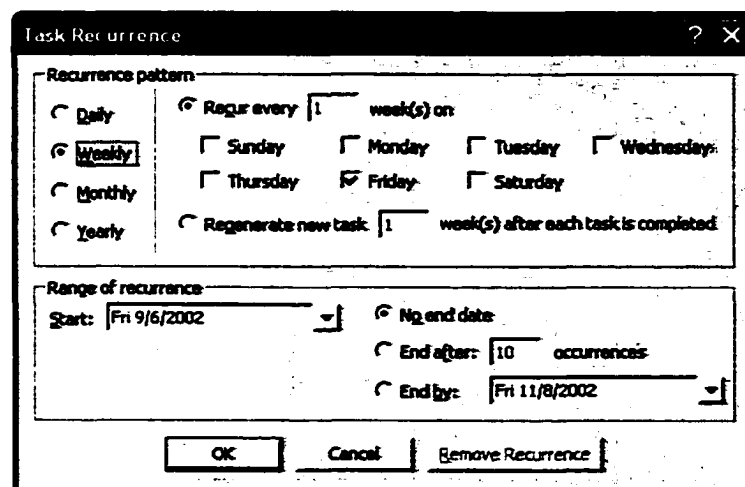 Task Recurrence ? X
Recurrence pattern
Daily
Weekly
Monthly
Yearly
Recur every 1 week(s) on
Sunday Monday Tuesday Wednesday
Thursday Friday Saturday
Regenerate new task 1 week(s) after each task is completed
Range of recurrence
Start: Fri 9/6/2002
No end date
End after: 10 occurrences
End by: Fri 11/8/2002
OK Cancel Remove Recurrence